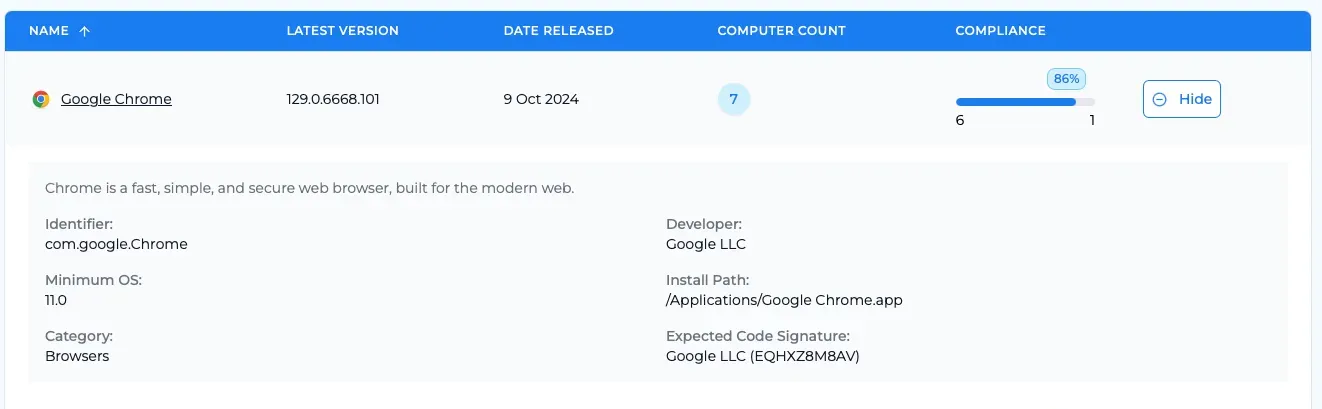 NAME LATEST VERSION DATE RELEASED COMPUTER COUNT COMPLIANCE
86%
Google Chrome 129.0.6668.101 9 Oct 2024 7 Hide
6 1
Chrome is a fast, simple, and secure web browser, built for the modern web.
Identifier: Developer:
com.google.Chrome Google LLC
Minimum OS: Install Path:
11.0 /Applications/Google Chrome.app
Category: Expected Code Signature:
Browsers Google LLC (EQHXZ8M8AV)